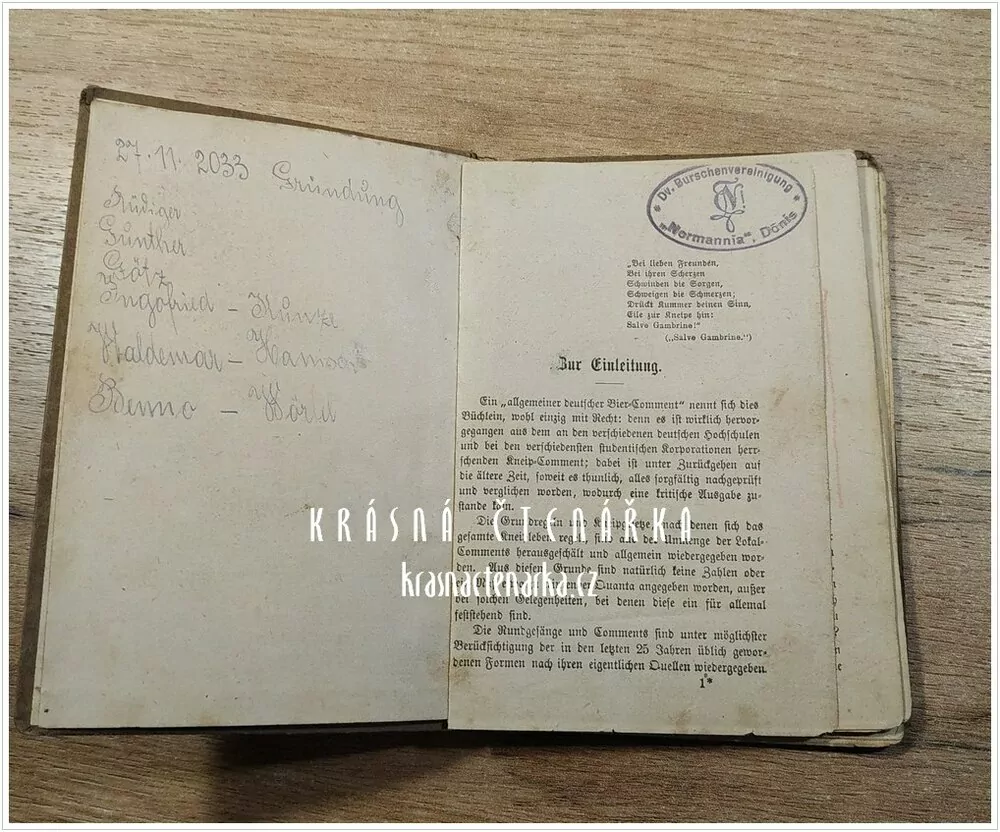 27. 11. 2033 Gründung
Rüdiger
Günther
Götz
Ingofried - Kunze
Waldemar -
Benno -
* Dv. Burschenvereinigung *
„Normannia“, Dönis
„Bei lieben Freunden,
Bei ihren Scherzen
Schwinden die Sorgen,
Schweigen die Schmerzen;
Drückt Kummer deinen Sinn,
Eile zur Kneipe hin:
Salve Gambrine!“
(„Salve Gambrine.“)
Zur Einleitung.
Ein „allgemeiner deutscher Bier-Comment“ nennt sich dies
Büchlein, wohl einzig mit Recht: denn es ist wirklich hervor-
gegangen aus dem an den verschiedenen deutschen Hochschulen
und bei den verschiedensten studentischen Korporationen herr-
schenden Kneip-Comment; dabei ist unter Zurückgehen auf
die ältere Zeit, soweit es thunlich, alles sorgfältig nachgeprüft
und verglichen worden, wodurch eine kritische Ausgabe zu-
stande kam.
KRÁSNÁ ČTENÁŘKA
Die Grundregeln und Kneipgesetze, nach denen sich das
gesamte Kneipleben regelt, sind aus der Unmenge der Lokal-
Comments herausgeschält und allgemein wiedergegeben wor-
den. Aus diesem Grunde sind natürlich keine Zahlen oder
krasnactenarka.cz
Quanta angegeben worden, außer
bei solchen Gelegenheiten, bei denen diese ein für allemal
feststehend sind.
Die Rundgesänge und Comments sind unter möglichster
Berücksichtigung der in den letzten 25 Jahren üblich gewor-
denen Formen nach ihren eigentlichen Quellen wiedergegeben.
1*